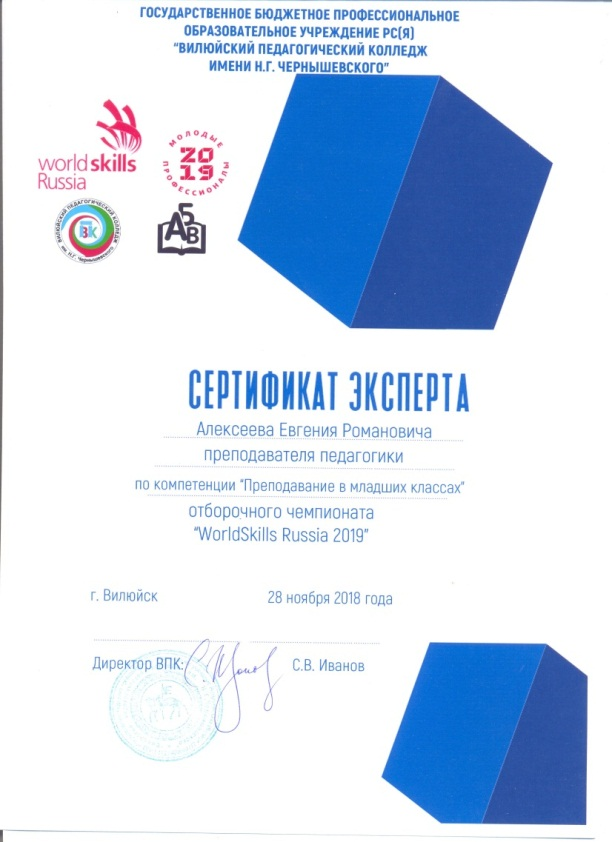 ГОСУДАРСТВЕННОЕ БЮДЖЕТНОЕ ПРОФЕССИОНАЛЬНОЕ
ОБРАЗОВАТЕЛЬНОЕ УЧРЕЖДЕНИЕ РС(Я)
"ВИЛЮЙСКИЙ ПЕДАГОГИЧЕСКИЙ КОЛЛЕДЖ
ИМЕНИ Н.Г. ЧЕРНЫШЕВСКОГО"
worldskills
Russia
МОЛОДЫЕ
2019
ПРОФЕССИОНАЛЫ
ВИЛЮЙСКИЙ ПЕДАГОГИЧЕСКИЙ КОЛЛЕДЖ
ВПК
им. Н.Г. Чернышевского
АБВ
СЕРТИФИКАТ ЭКСПЕРТА
Алексеева Евгения Романовича
преподавателя педагогики
по компетенции "Преподавание в младших классах"
отборочного чемпионата
"WorldSkills Russia 2019"
г. Вилюйск 28 ноября 2018 года
Директор ВПК: С.В. Иванов